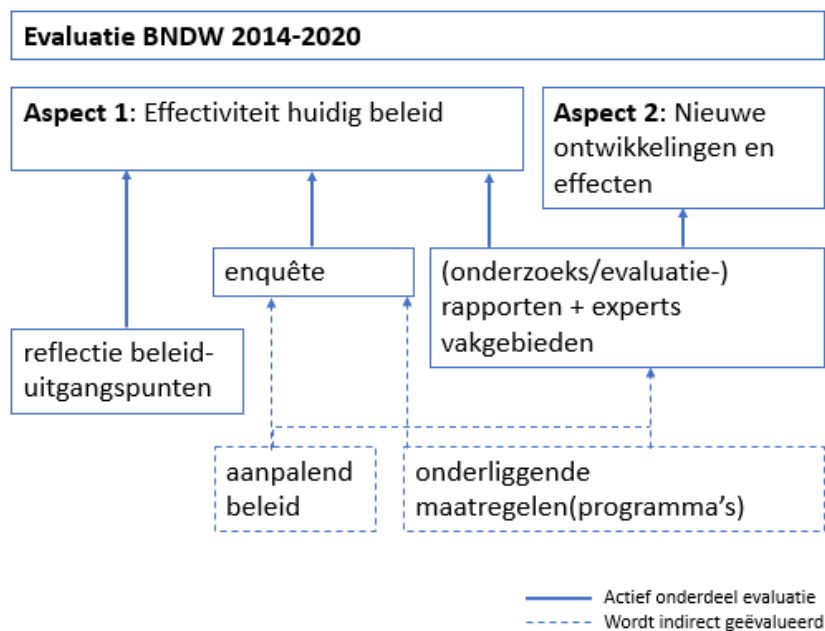 Evaluatie BNDW 2014-2020
Aspect 1: Effectiviteit huidig beleid
Aspect 2: Nieuwe
ontwikkelingen en
effecten
enquête
(onderzoeks/evaluatie-)
rapporten + experts
vakgebieden
reflectie beleid-
uitgangspunten
aanpalend
beleid
onderliggende
maatregelen(programma's)
Actief onderdeel evaluatie
Wordt indirect geëvalueerd